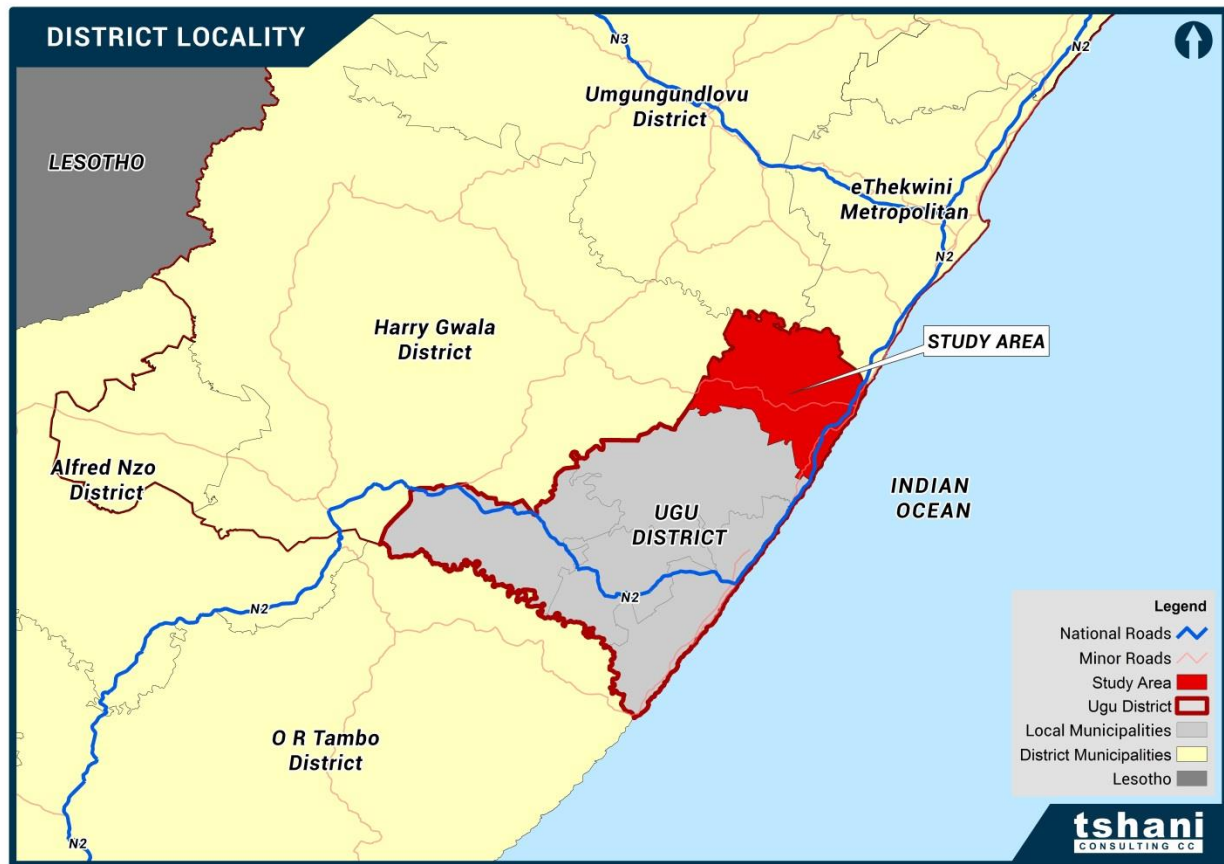 DISTRICT LOCALITY
N3
N2
Umgungundlovu
District
LESOTHO
eThekwini
Metropolitan
N2
Harry Gwala
District
STUDY AREA
Alfred Nzo
District
INDIAN
OCEAN
UGU
DISTRICT
N2
N2
O R Tambo
District
N2
Legend
National Roads
Minor Roads
Study Area
Ugu District
Local Municipalities
District Municipalities
Lesotho
tshani
CONSULTING CC